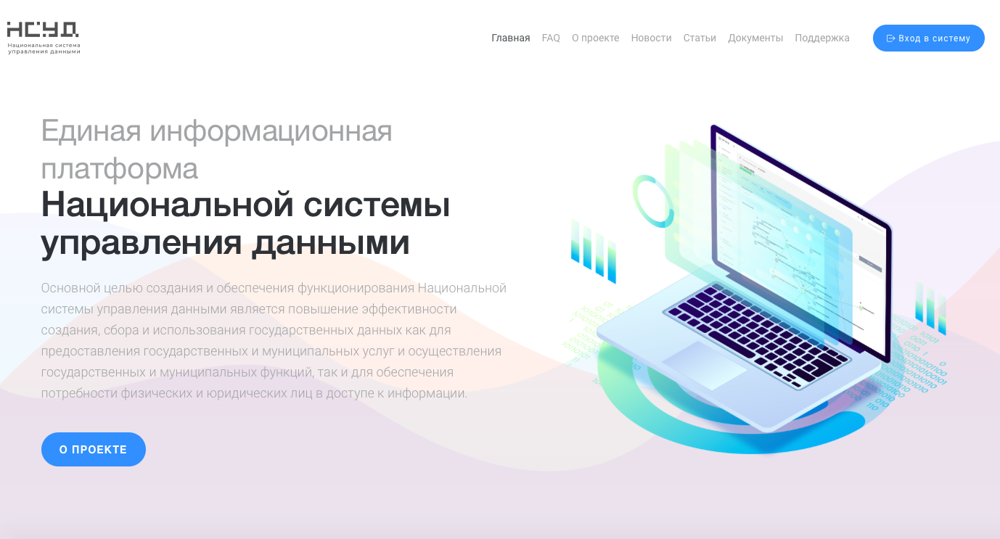 НСУД
Национальная система
управления данными
Главная FAQ О проекте Новости Статьи Документы Поддержка Вход в систему
Единая информационная
платформа
Национальной системы
управления данными
Основной целью создания и обеспечения функционирования Национальной
системы управления данными является повышение эффективности
создания, сбора и использования государственных данных как для
предоставления государственных и муниципальных услуг и осуществления
государственных и муниципальных функций, так и для обеспечения
потребности физических и юридических лиц в доступе к информации.
О ПРОЕКТЕ